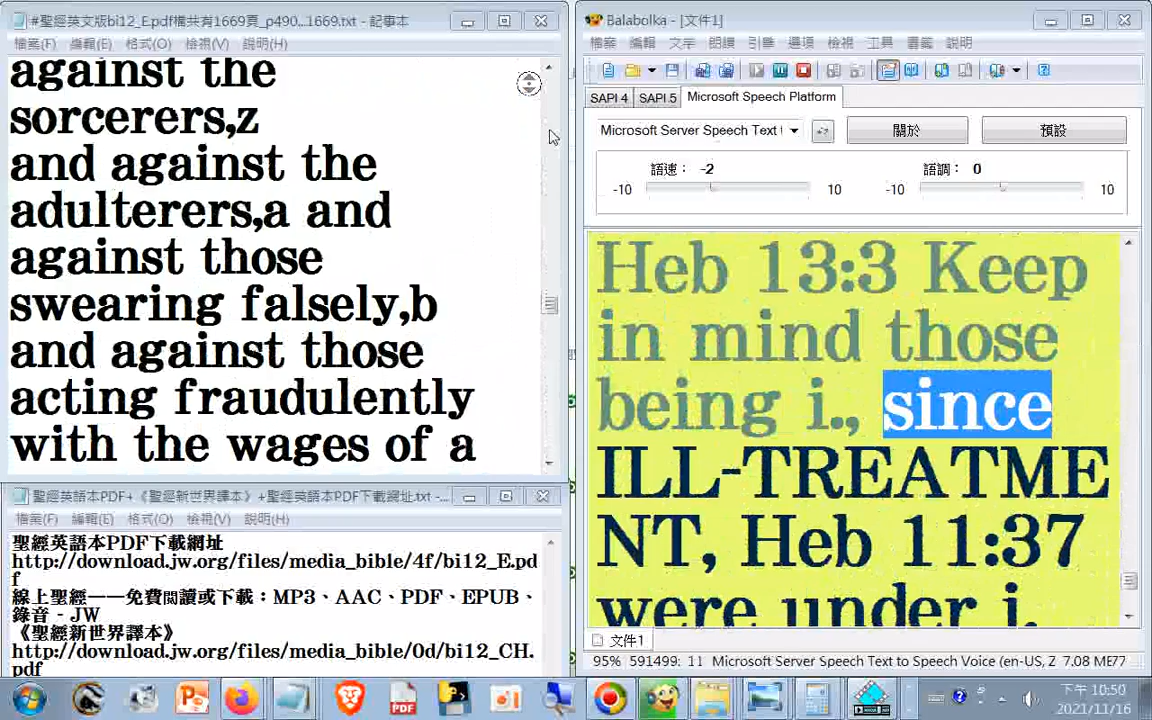 #聖經英文版bi12_E.pdf檔共有1669頁_p490...1669.txt - 記事本
檔案(F) 編輯(E) 格式(O) 檢視(V) 說明(H)
against the
sorcerers,z
and against the
adulterers,a and
against those
swearing falsely,b
and against those
acting fraudulently
with the wages of a
聖經英語本PDF+《聖經新世界譯本》+聖經英語本PDF下載網址.txt - ...
檔案(F) 編輯(E) 格式(O) 檢視(V) 說明(H)
聖經英語本PDF下載網址
http://download.jw.org/files/media_bible/4f/bi12_E.pd
f
線上聖經——免費閱讀或下載：MP3、AAC、PDF、EPUB、
錄音 - JW
《聖經新世界譯本》
http://download.jw.org/files/media_bible/0d/bi12_CH.
pdf
Balabolka - [文件1]
檔案 編輯 文字 朗讀 引擎 選項 檢視 工具 書籤 說明
SAPI 4 SAPI 5 Microsoft Speech Platform
Microsoft Server Speech Text 關於 預設
語速： -2 語調： 0
-10 10 -10 10
Heb 13:3 Keep
in mind those
being i., since
ILL-TREATME
NT, Heb 11:37
were under i.
文件1
95% 591499: 11 Microsoft Server Speech Text to Speech Voice (en-US, Z 7.08 ME77
下午 10:50
2021/11/16